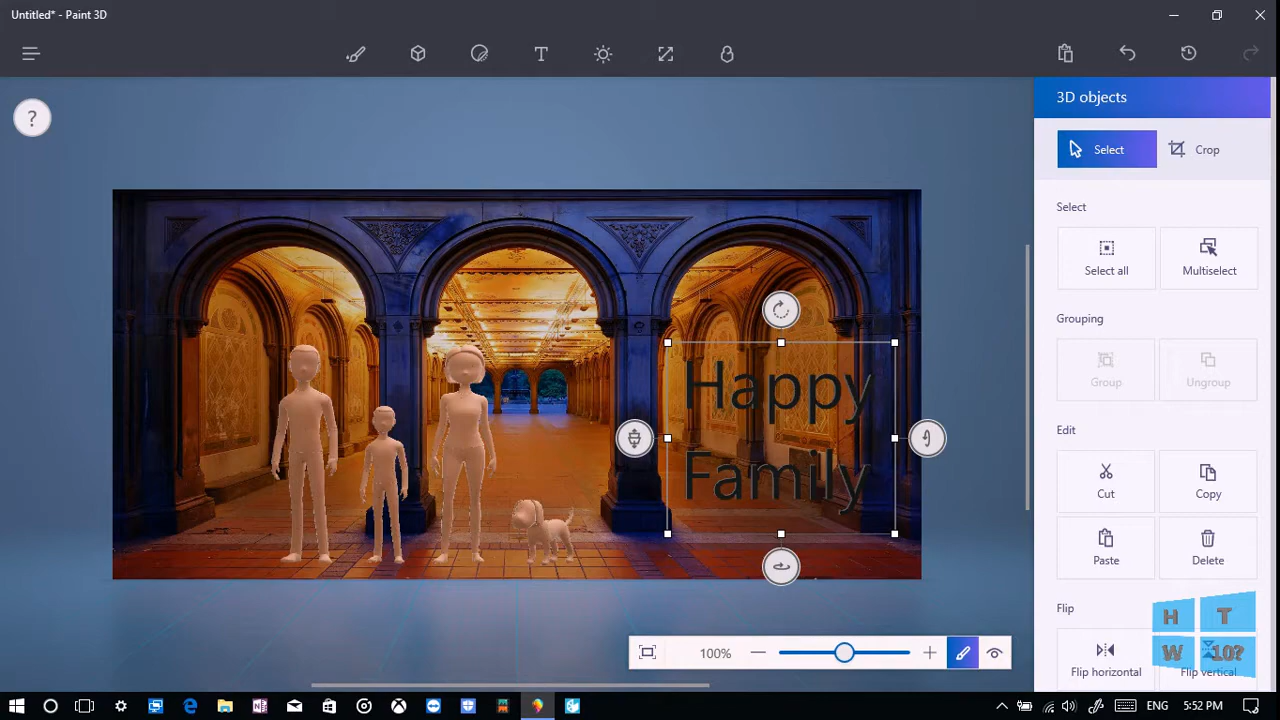 Untitled* - Paint 3D
?
3D objects
Select
Crop
Select
Select all
Multiselect
Grouping
Group
Ungroup
Edit
Cut
Copy
Paste
Delete
Flip
Flip horizontal
Flip vertical
H T
W 10?
Happy
Family
100%
ENG
5:52 PM